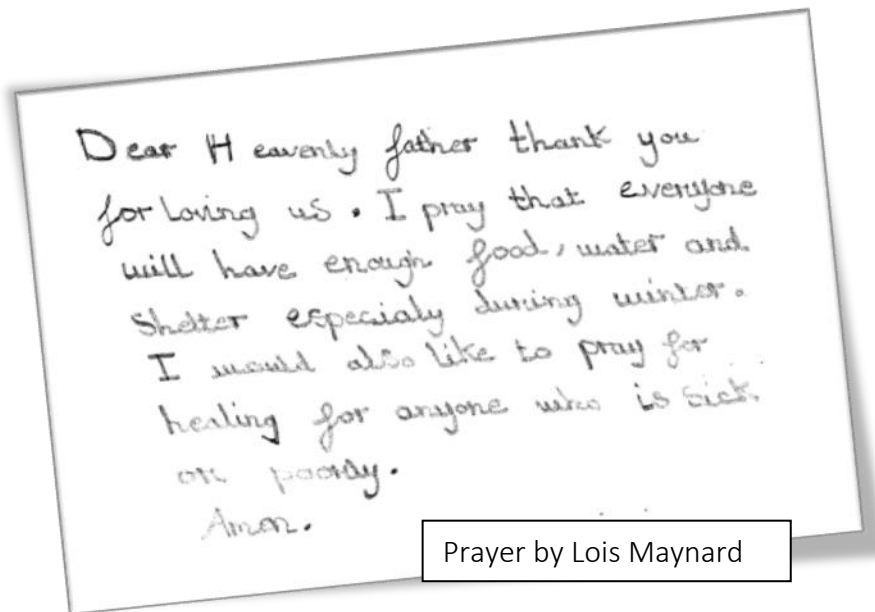 Dear Heavenly father thank you
for Loving us. I pray that everyone
will have enough food, water and
Shelter especialy during winter.
I would also like to pray for
healing for anyone who is sick
or poorly.
Amen.
Prayer by Lois Maynard